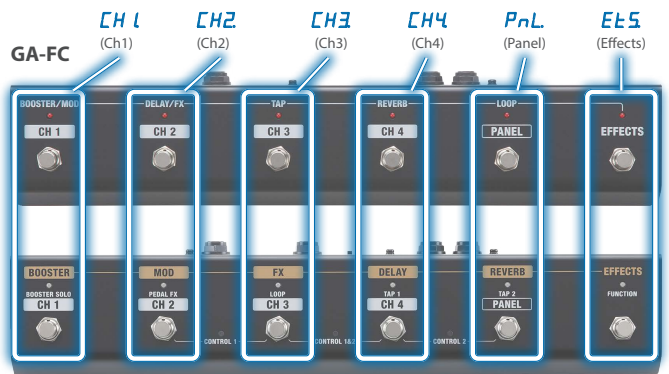 CH 1. CH2. CH3. CH4. PnL. EtS.
(Ch1) (Ch2) (Ch3) (Ch4) (Panel) (Effects)
GA-FC
BOOSTER/MOD DELAY/FX TAP REVERB LOOP
CH 1 CH 2 CH 3 CH 4 PANEL EFFECTS
BOOSTER MOD FX DELAY REVERB EFFECTS
BOOSTER SOLO PEDAL FX LOOP TAP 1 TAP 2 FUNCTION
CH 1 CH 2 CH 3 CH 4 PANEL
CONTROL 1 CONTROL 1&3 CONTROL 2